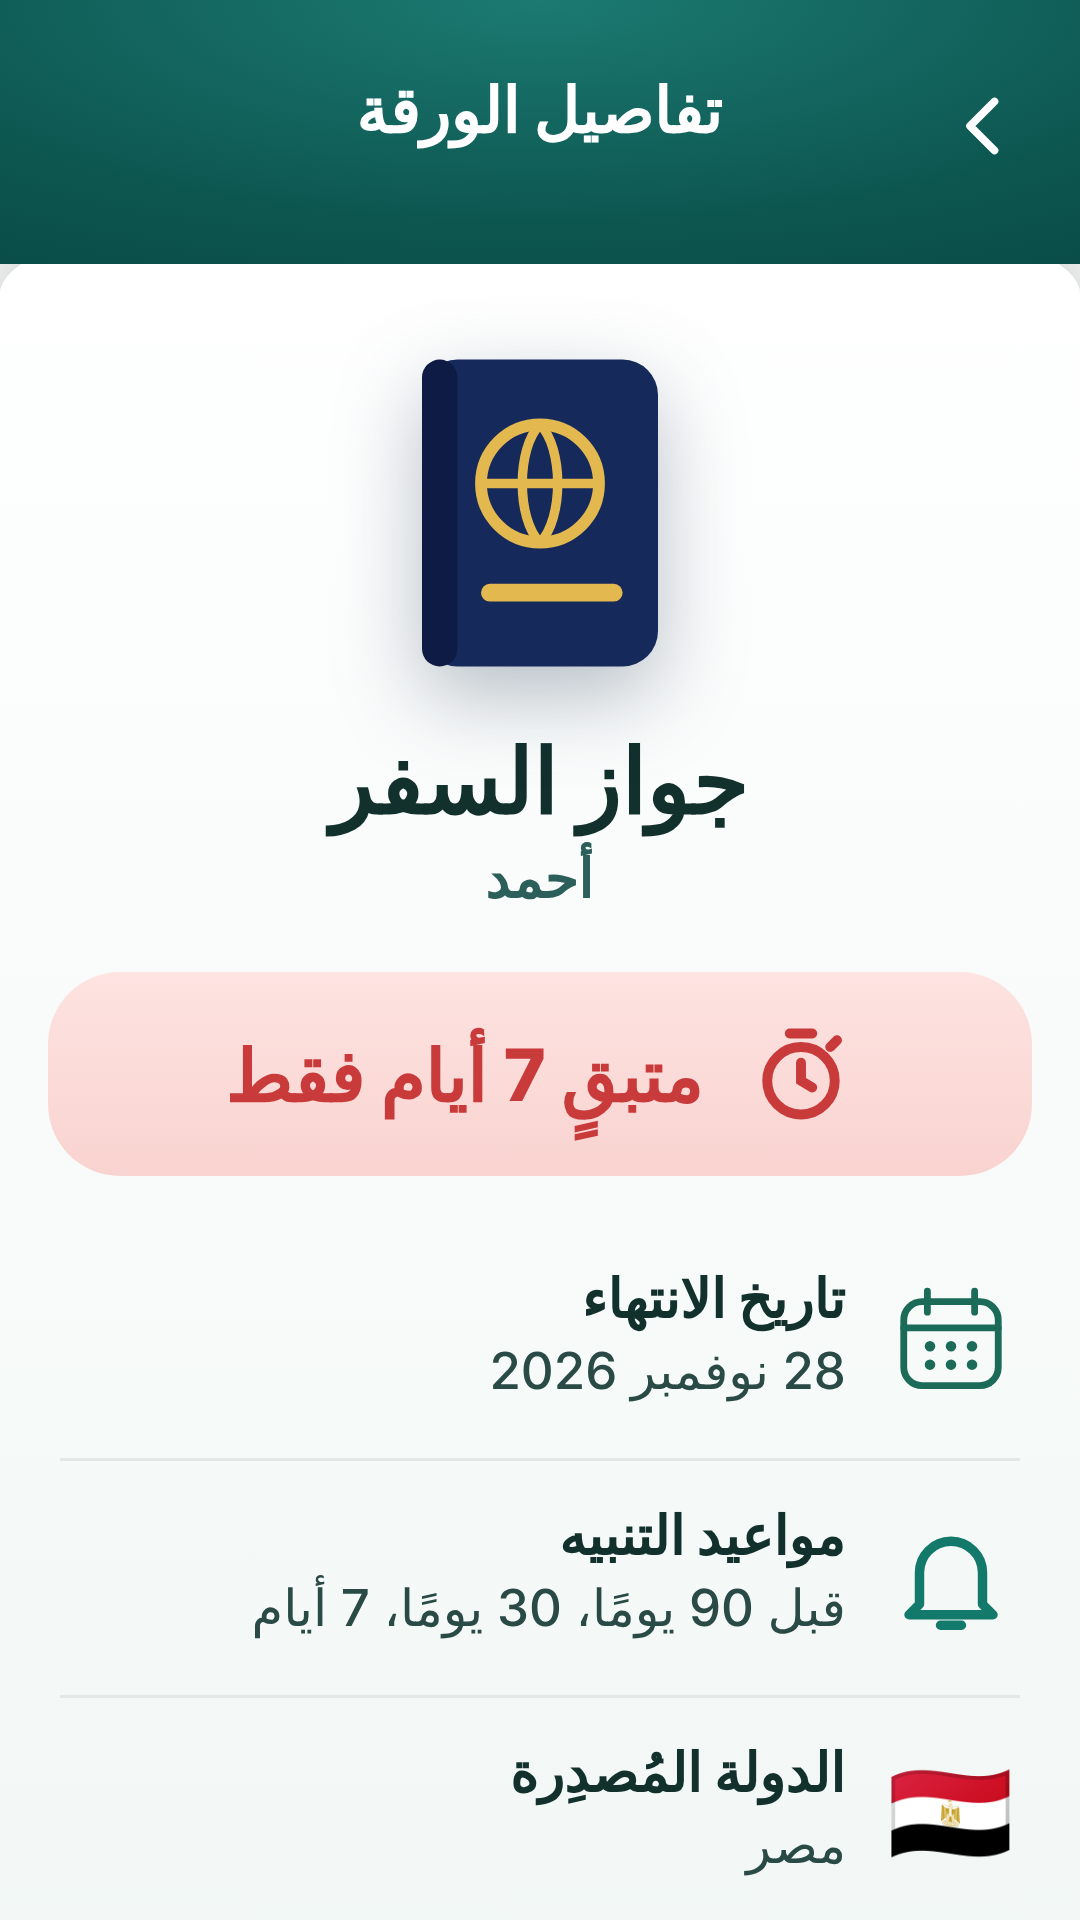 تفاصيل الورقة
جواز السفر
أحمد
متبقٍ 7 أيام فقط
تاريخ الانتهاء
28 نوفمبر 2026
مواعيد التنبيه
قبل 90 يومًا، 30 يومًا، 7 أيام
الدولة المُصدِرة
مصر